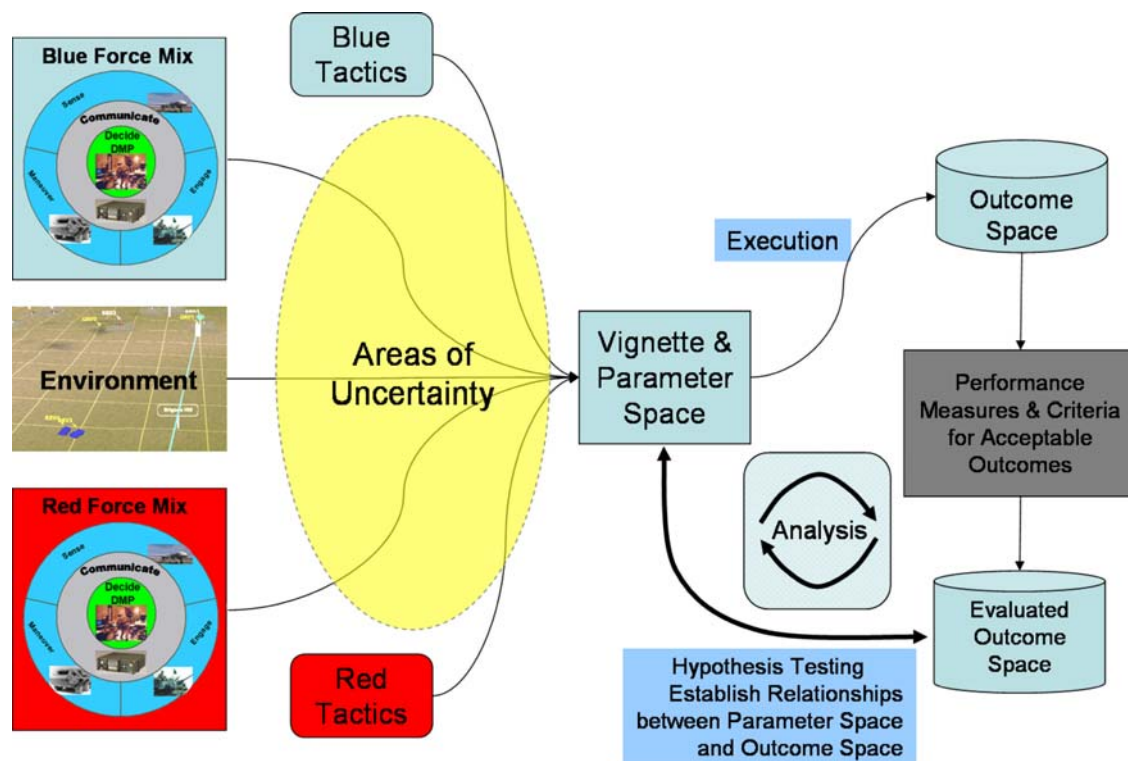 Blue Force Mix
Sense
Communicate
Decide
DMP
Maneuver
Engage
Blue
Tactics
Environment
Areas of
Uncertainty
Red Force Mix
Sense
Communicate
Decide
DMP
Maneuver
Engage
Red
Tactics
Vignette &
Parameter
Space
Execution
Outcome
Space
Performance
Measures & Criteria
for Acceptable
Outcomes
Analysis
Evaluated
Outcome
Space
Hypothesis Testing
Establish Relationships
between Parameter Space
and Outcome Space